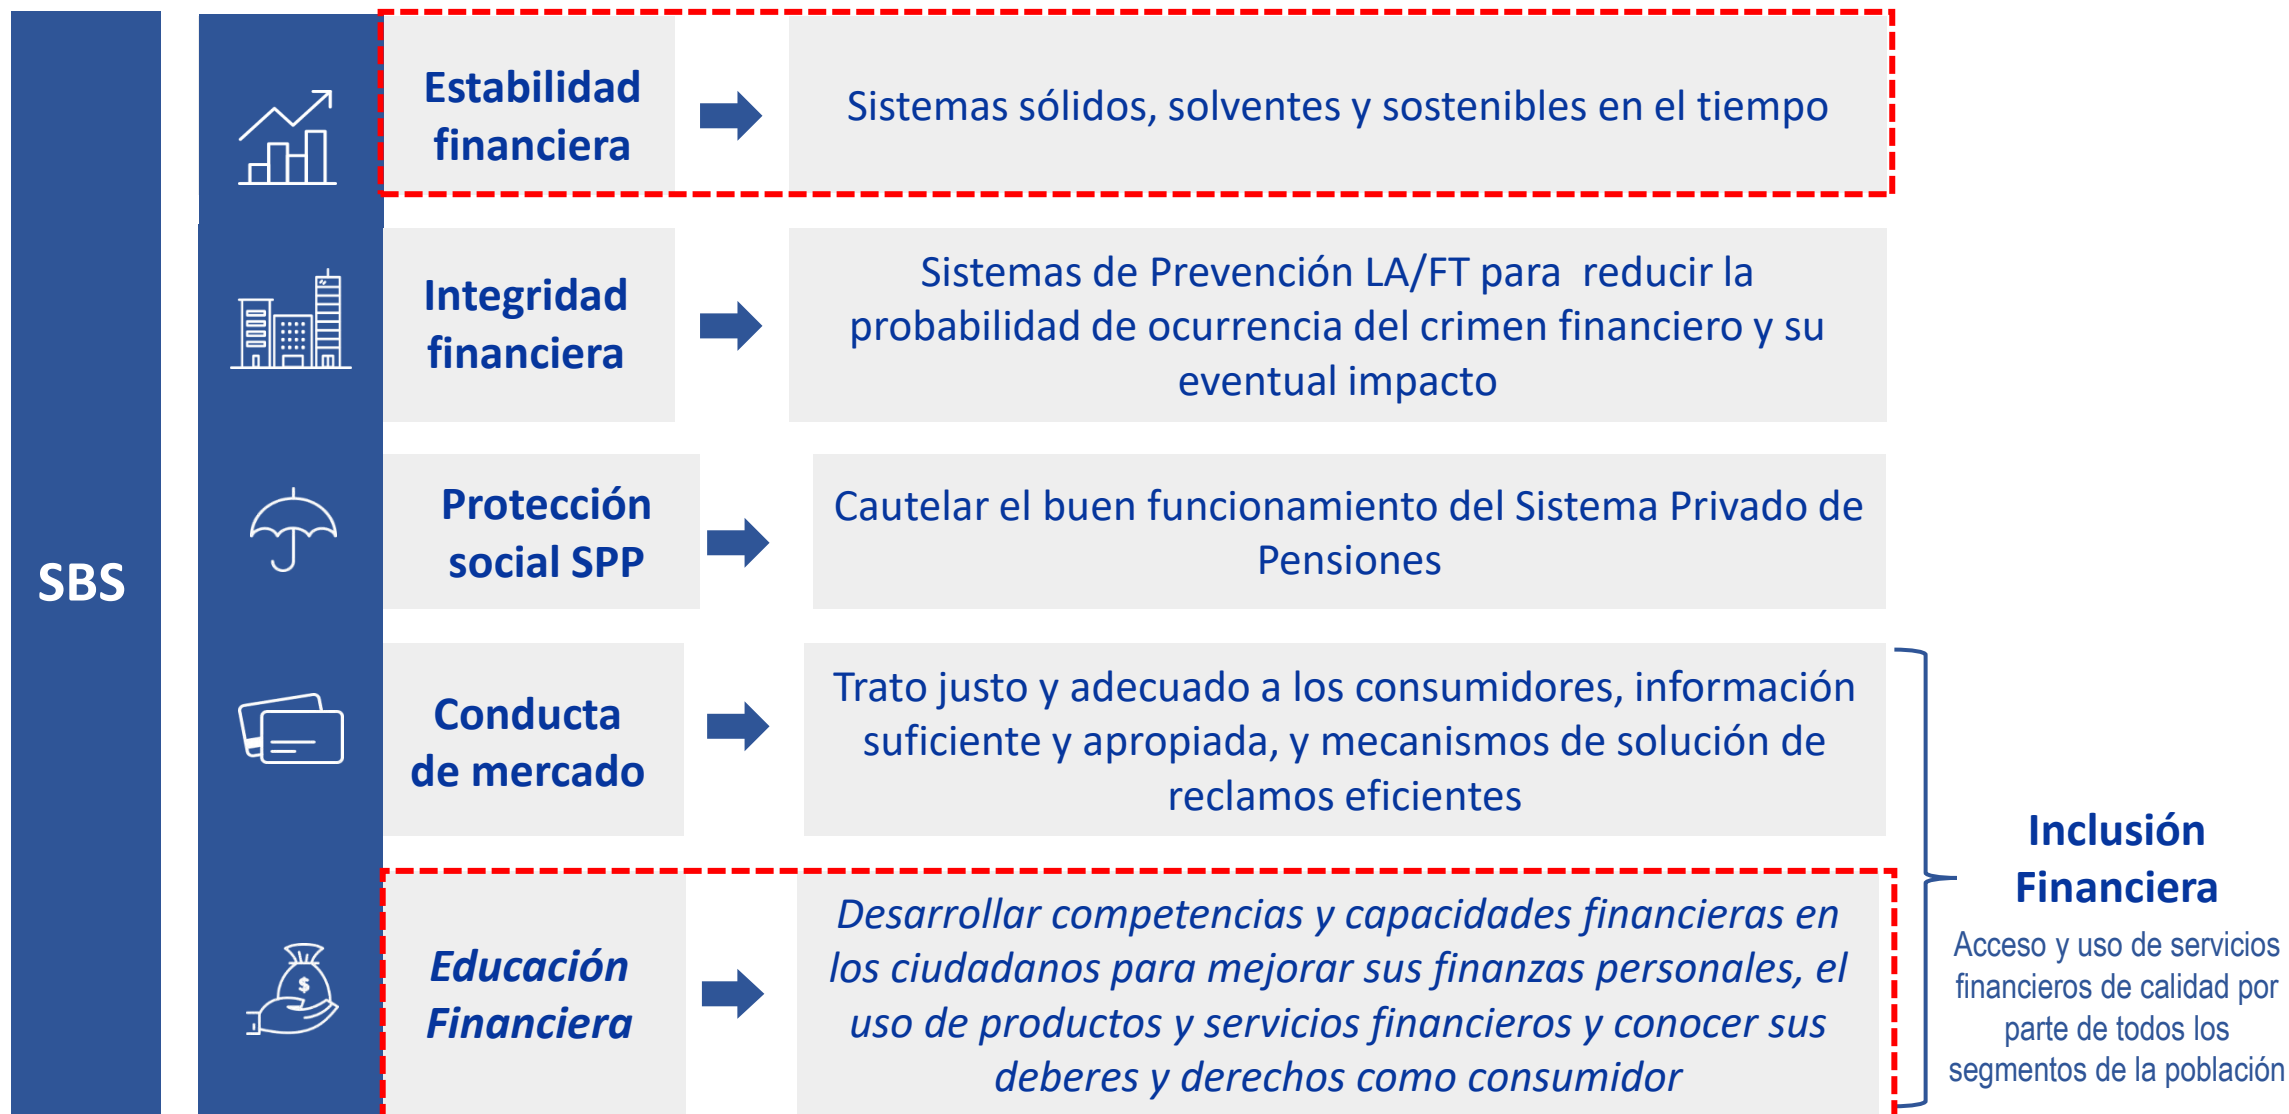 SBS
Estabilidad
financiera
Sistemas sólidos, solventes y sostenibles en el tiempo
Integridad
financiera
Sistemas de Prevención LA/FT para reducir la
probabilidad de ocurrencia del crimen financiero y su
eventual impacto
Protección
social SPP
Cautelar el buen funcionamiento del Sistema Privado de
Pensiones
Conducta
de mercado
Trato justo y adecuado a los consumidores, información
suficiente y apropiada, y mecanismos de solución de
reclamos eficientes
$
Educación
Financiera
Desarrollar competencias y capacidades financieras en
los ciudadanos para mejorar sus finanzas personales, el
uso de productos y servicios financieros y conocer sus
deberes y derechos como consumidor
Inclusión
Financiera
Acceso y uso de servicios
financieros de calidad por
parte de todos los
segmentos de la población